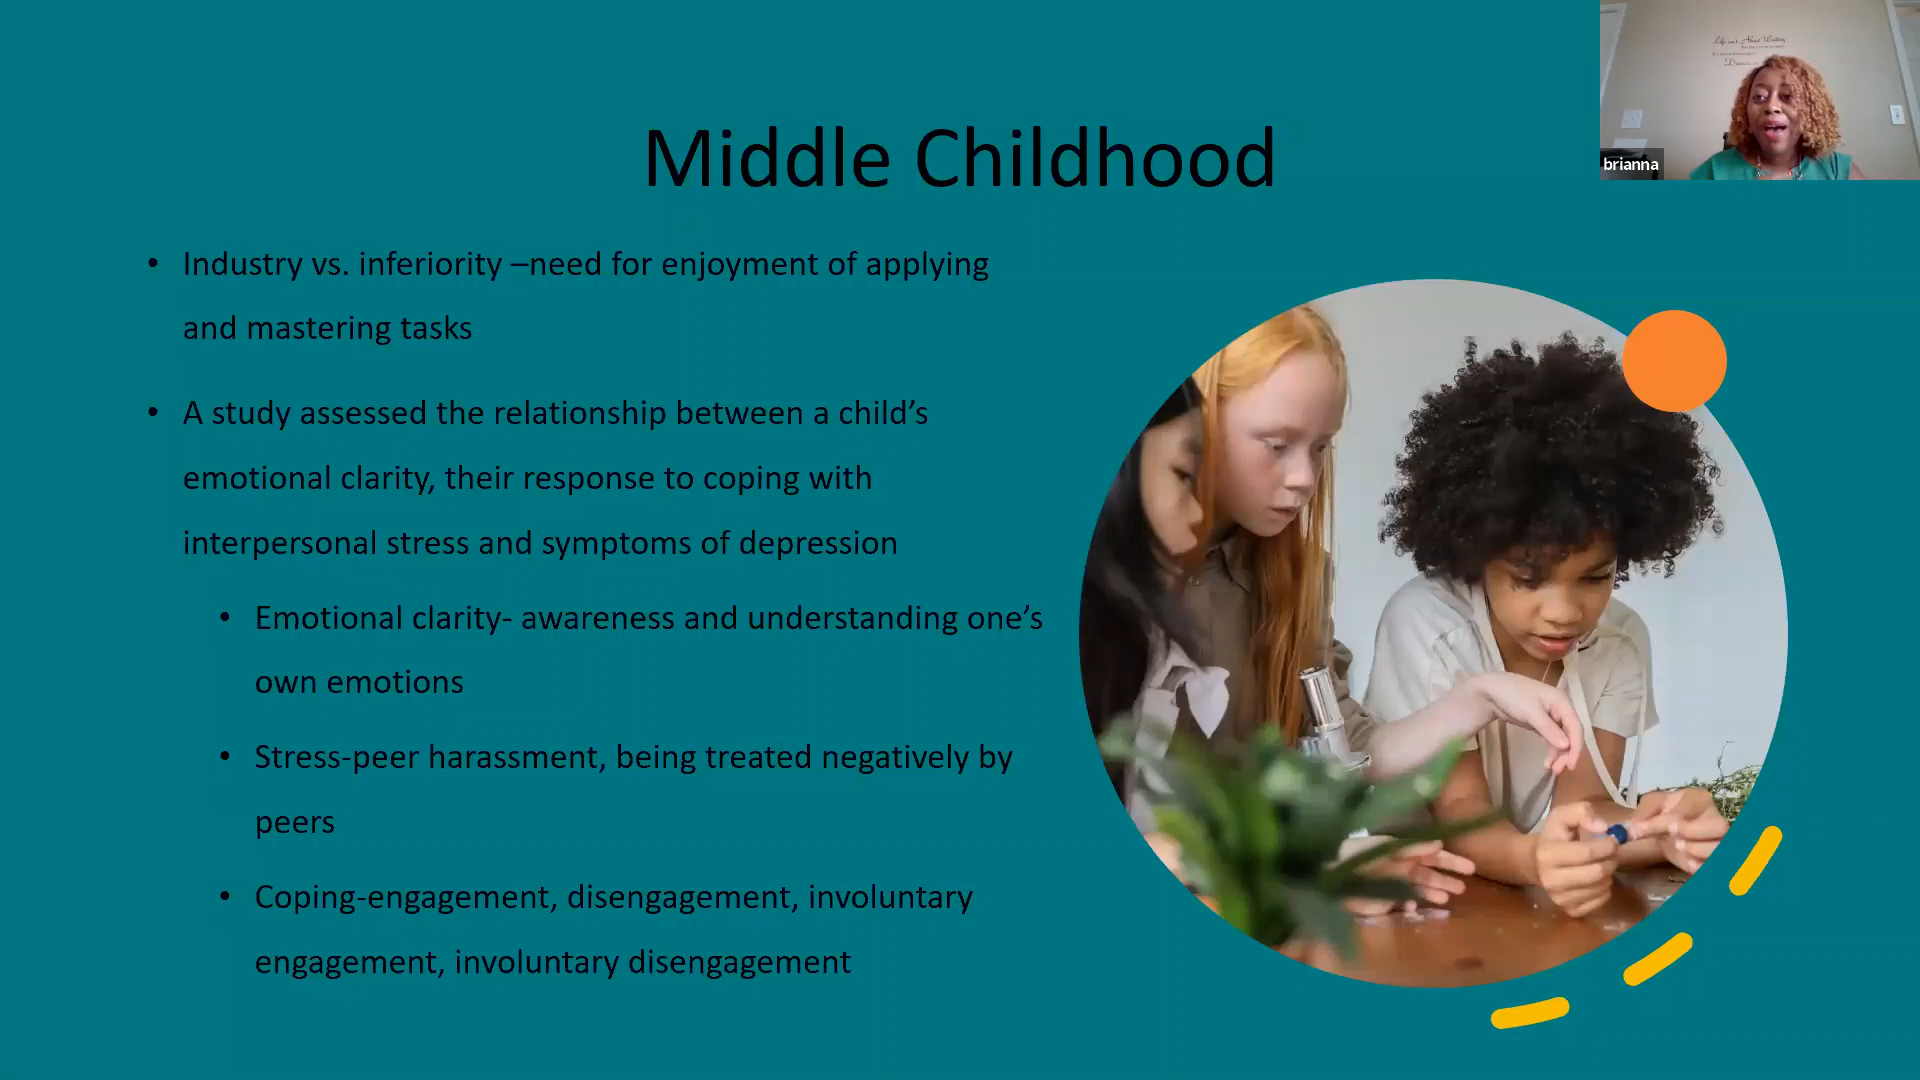 Middle Childhood
• Industry vs. inferiority –need for enjoyment of applying
and mastering tasks
• A study assessed the relationship between a child’s
emotional clarity, their response to coping with
interpersonal stress and symptoms of depression
• Emotional clarity- awareness and understanding one’s
own emotions
• Stress-peer harassment, being treated negatively by
peers
• Coping-engagement, disengagement, involuntary
engagement, involuntary disengagement
brianna